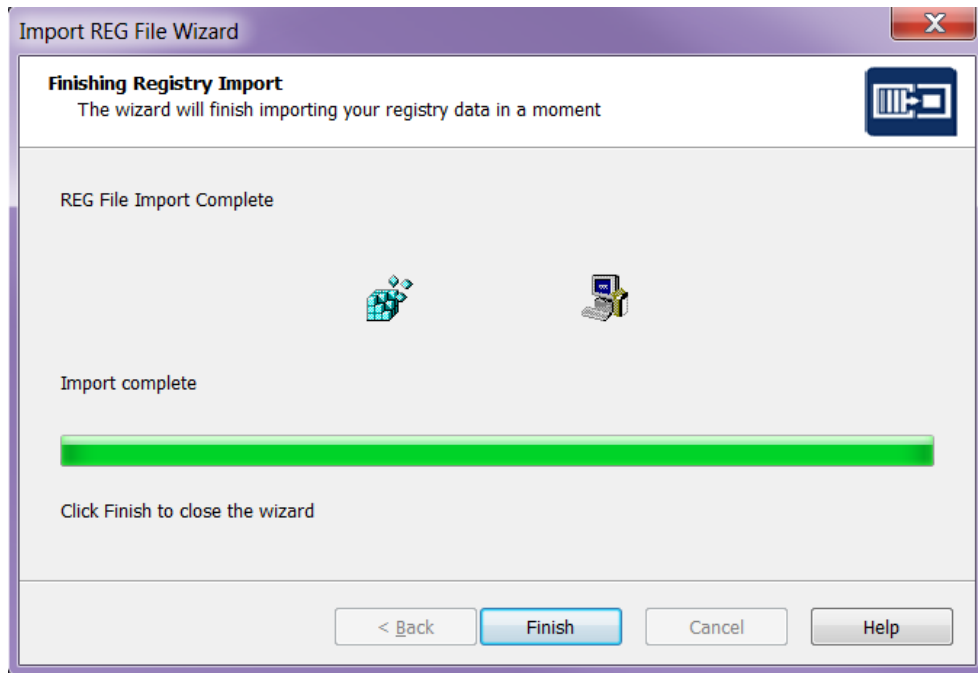 Import REG File Wizard
Finishing Registry Import
The wizard will finish importing your registry data in a moment
REG File Import Complete
Import complete
Click Finish to close the wizard
< Back Finish Cancel Help